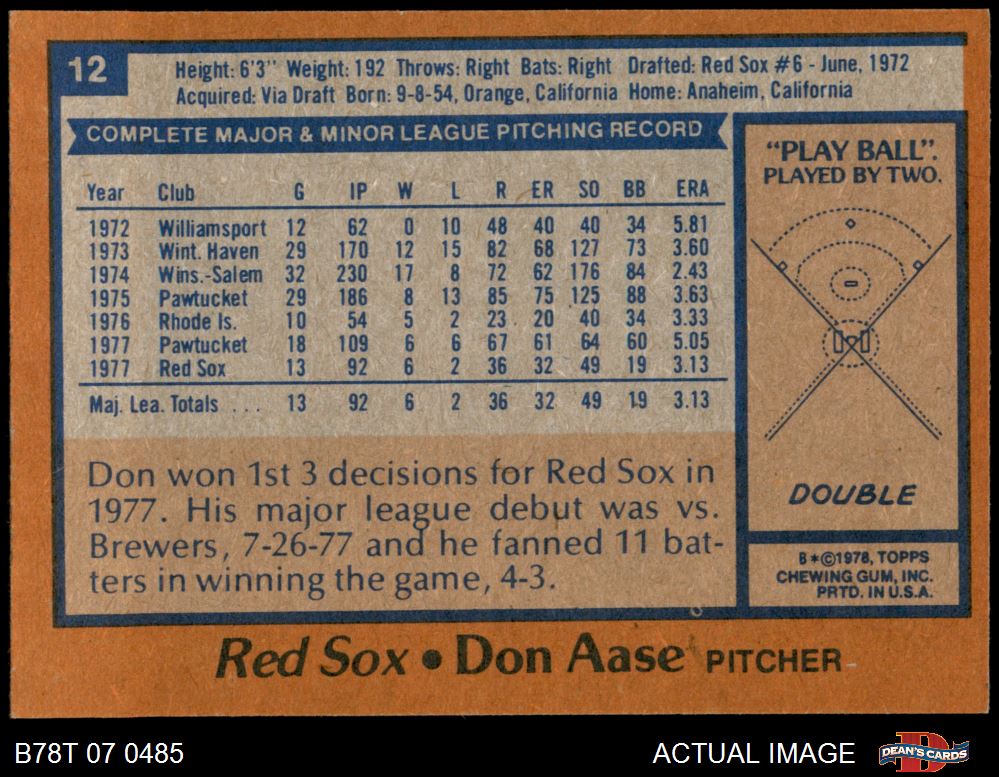 12
Height: 6'3" Weight: 192 Throws: Right Bats: Right Drafted: Red Sox #6 - June, 1972
Acquired: Via Draft Born: 9-8-54, Orange, California Home: Anaheim, California
COMPLETE MAJOR & MINOR LEAGUE PITCHING RECORD
Year Club G IP W L R ER SO BB ERA
1972 Williamsport 12 62 0 10 48 40 40 34 5.81
1973 Wint. Haven 29 170 12 15 82 68 127 73 3.60
1974 Wins.-Salem 32 230 17 8 72 62 176 84 2.43
1975 Pawtucket 29 186 8 13 85 75 125 88 3.63
1976 Rhode Is. 10 54 5 2 23 20 40 34 3.33
1977 Pawtucket 18 109 6 6 67 61 64 60 5.05
1977 Red Sox 13 92 6 2 36 32 49 19 3.13
Maj. Lea. Totals . . . 13 92 6 2 36 32 49 19 3.13
Don won 1st 3 decisions for Red Sox in
1977. His major league debut was vs.
Brewers, 7-26-77 and he fanned 11 bat-
ters in winning the game, 4-3.
"PLAY BALL".
PLAYED BY TWO.
DOUBLE
B*©1978, TOPPS
CHEWING GUM, INC.
PRTD. IN U.S.A.
Red Sox • Don Aase PITCHER
B78T 07 0485
ACTUAL IMAGE
DEAN'S CARDS